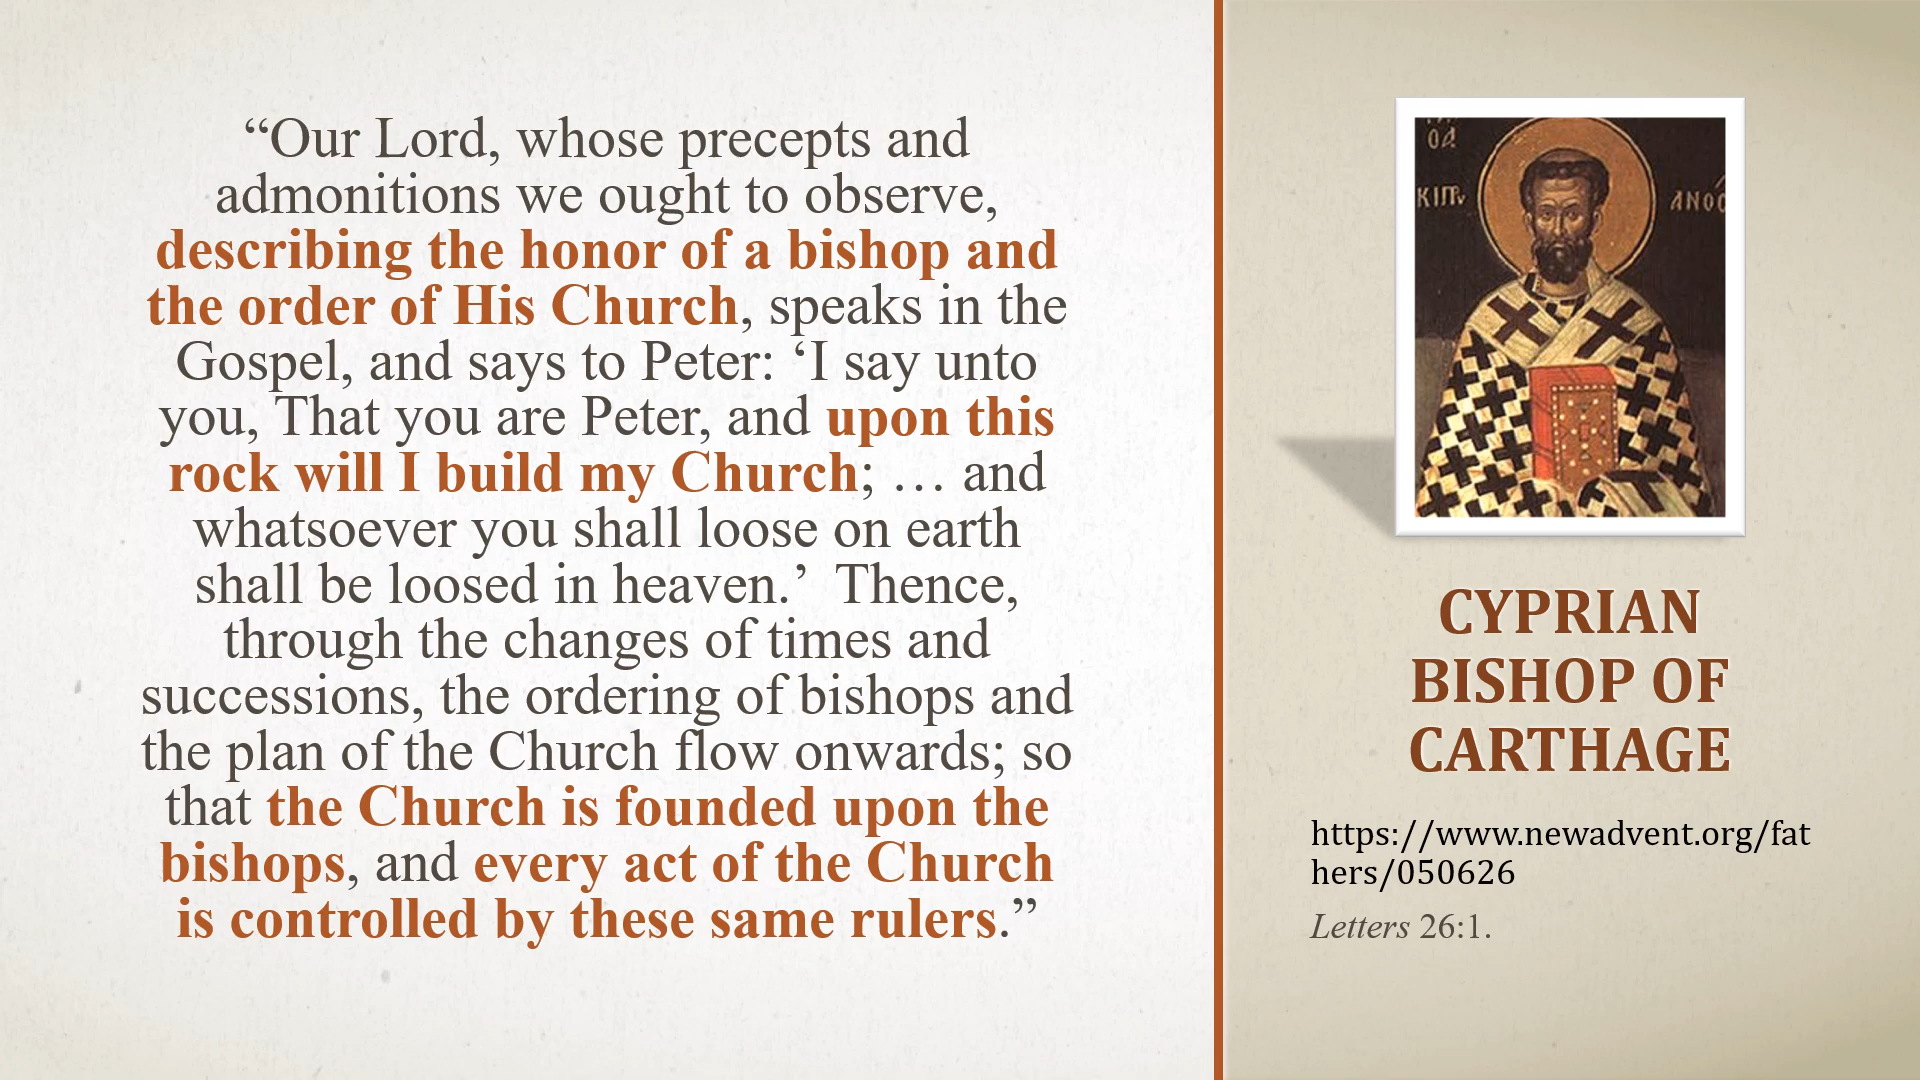 “Our Lord, whose precepts and
admonitions we ought to observe,
describing the honor of a bishop and
the order of His Church, speaks in the
Gospel, and says to Peter: ‘I say unto
you, That you are Peter, and upon this
rock will I build my Church; … and
whatsoever you shall loose on earth
shall be loosed in heaven.’  Thence,
through the changes of times and
successions, the ordering of bishops and
the plan of the Church flow onwards; so
that the Church is founded upon the
bishops, and every act of the Church
is controlled by these same rulers.”
ΟΑ
ΚΙΠΥ
ΑΝΟC
CYPRIAN
BISHOP OF
CARTHAGE
https://www.newadvent.org/fat
hers/050626
Letters 26:1.